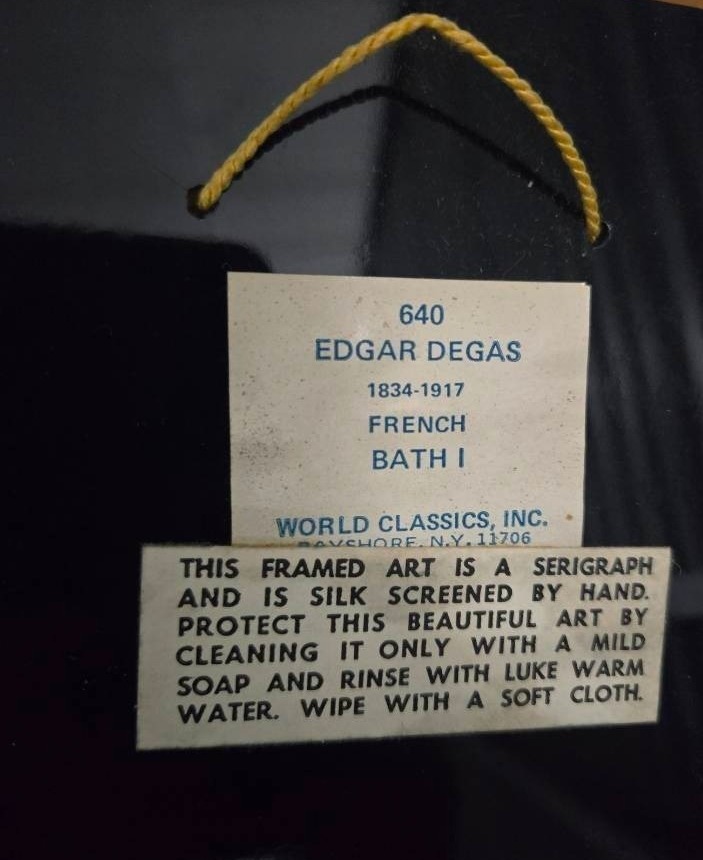 640
EDGAR DEGAS
1834-1917
FRENCH
BATH I
WORLD CLASSICS, INC.
BAYSHORE, N.Y. 11706
THIS FRAMED ART IS A SERIGRAPH
AND IS SILK SCREENED BY HAND.
PROTECT THIS BEAUTIFUL ART BY
CLEANING IT ONLY WITH A MILD
SOAP AND RINSE WITH LUKE WARM
WATER. WIPE WITH A SOFT CLOTH.